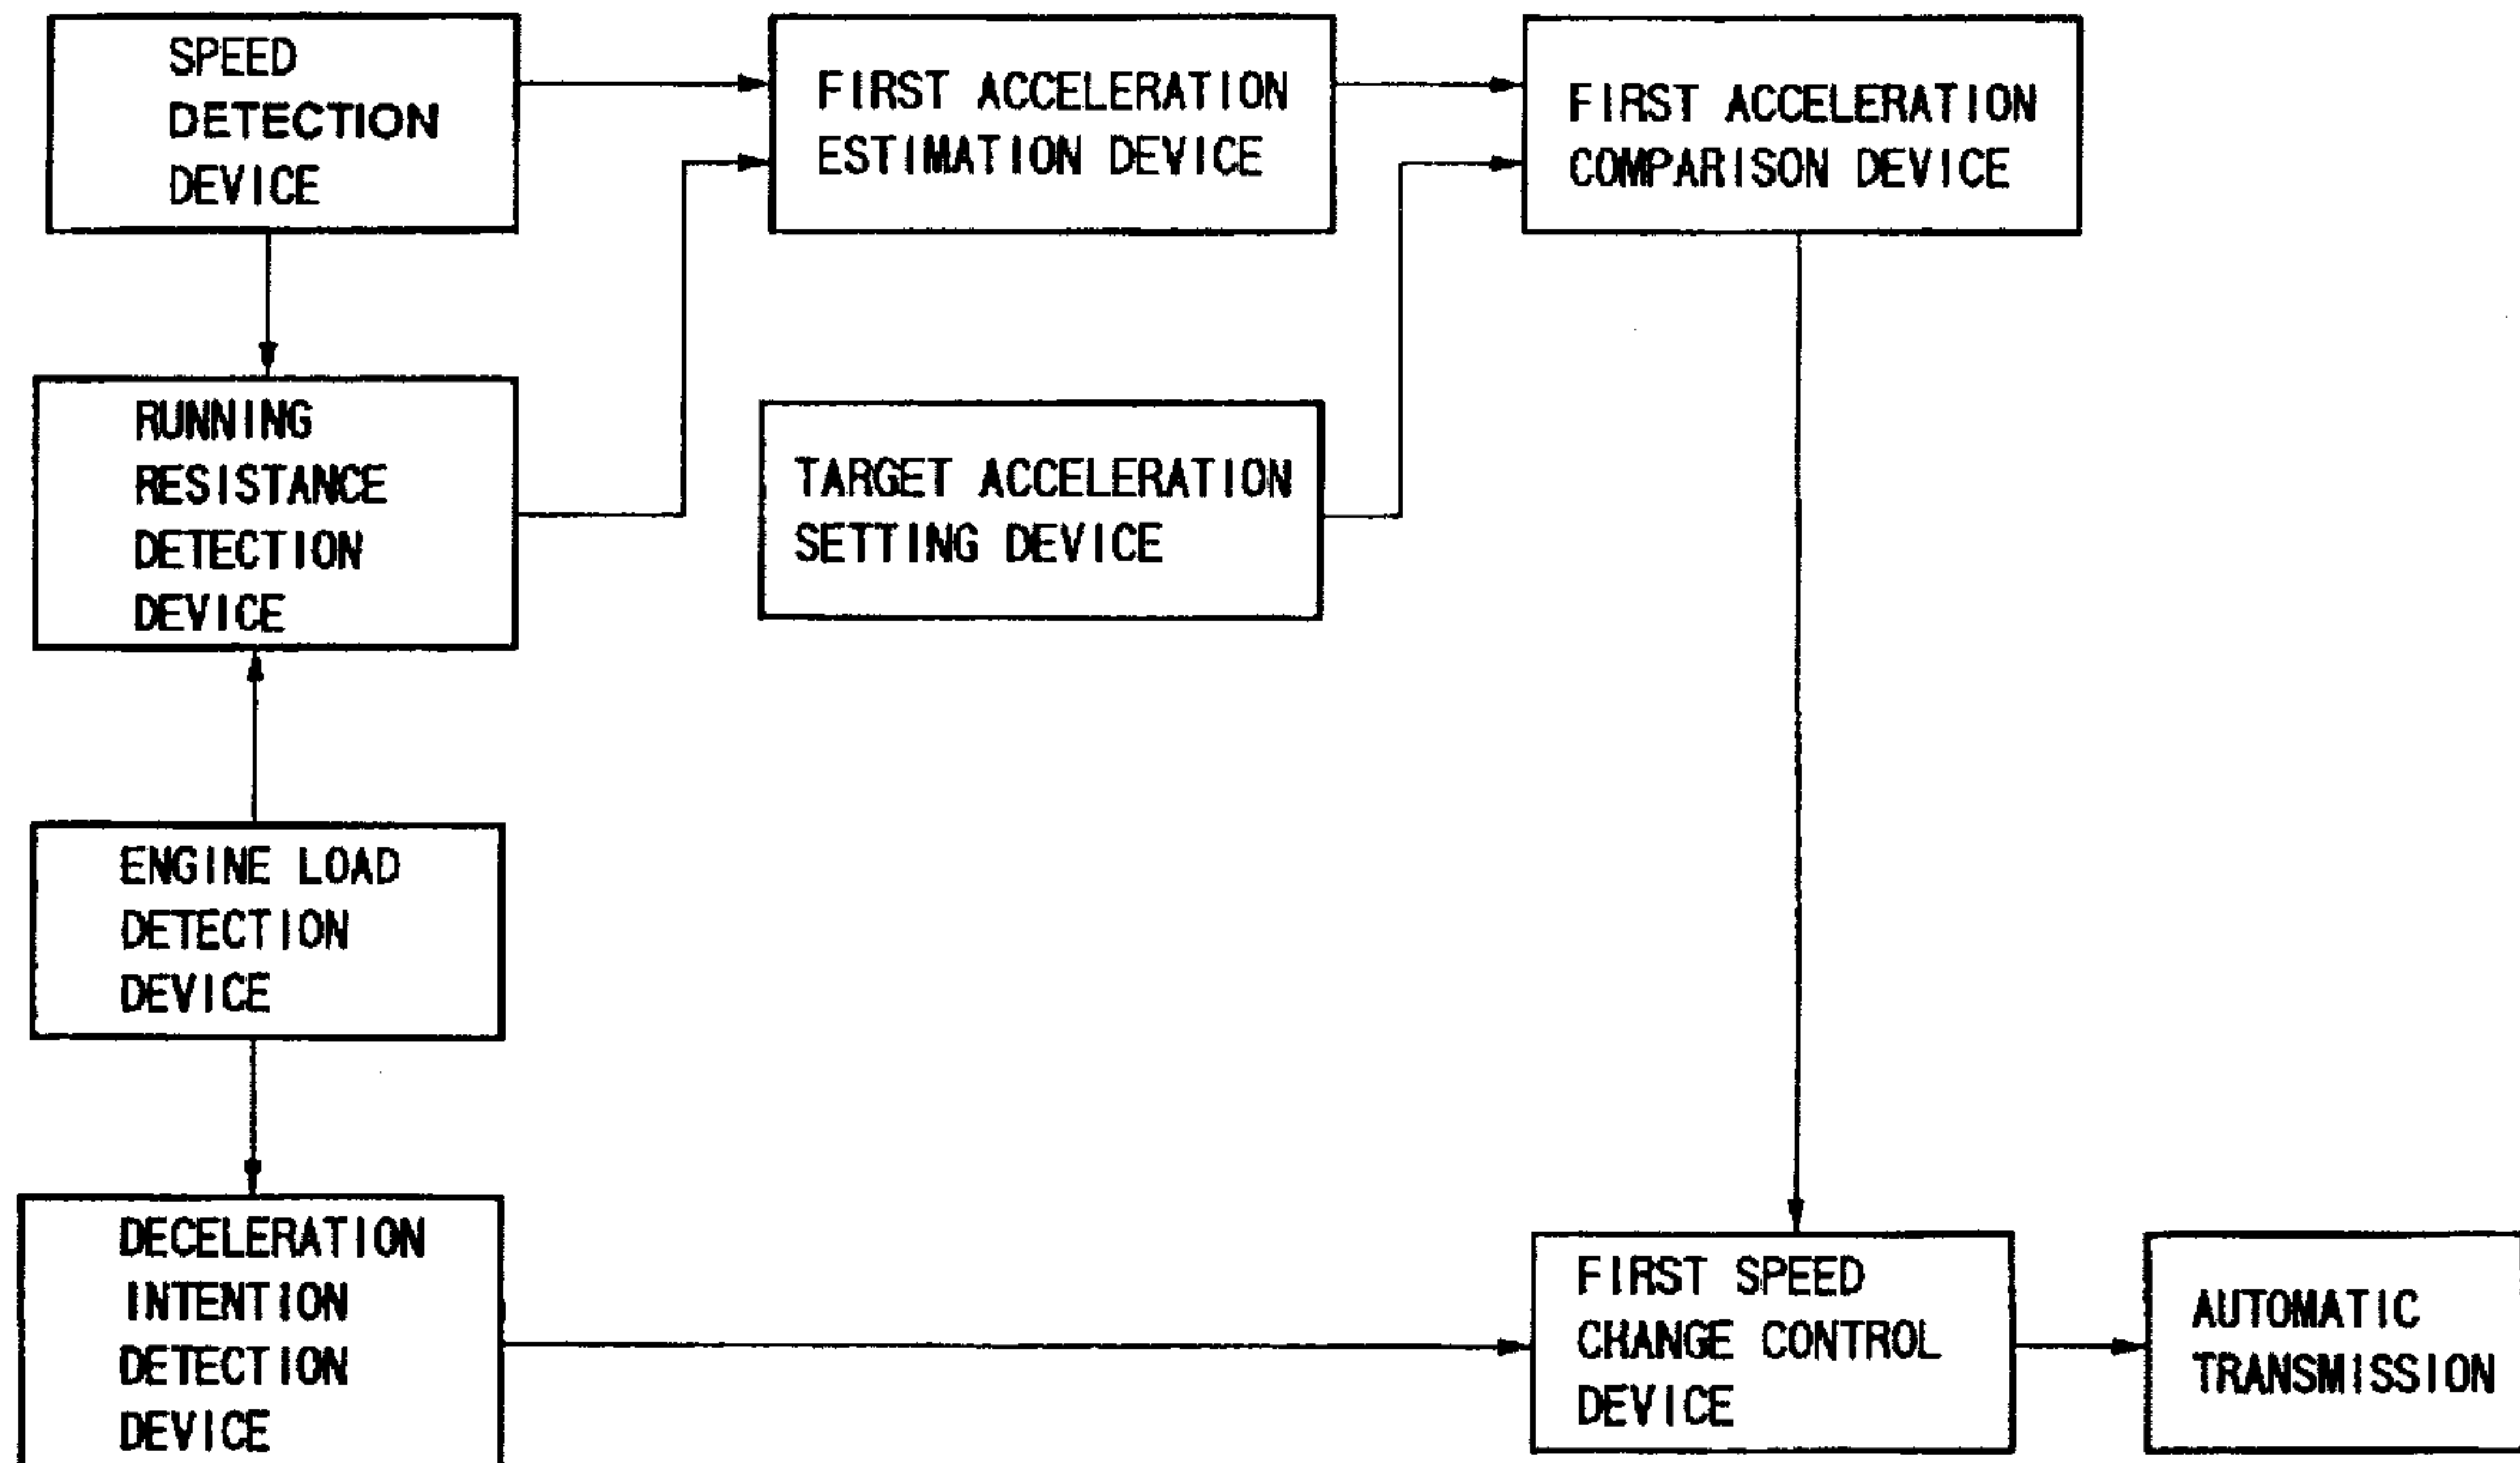 SPEED
DETECTION
DEVICE
FIRST ACCELERATION
ESTIMATION DEVICE
FIRST ACCELERATION
COMPARISON DEVICE
RUNNING
RESISTANCE
DETECTION
DEVICE
TARGET ACCELERATION
SETTING DEVICE
ENGINE LOAD
DETECTION
DEVICE
DECELERATION
INTENTION
DETECTION
DEVICE
FIRST SPEED
CHANGE CONTROL
DEVICE
AUTOMATIC
TRANSMISSION